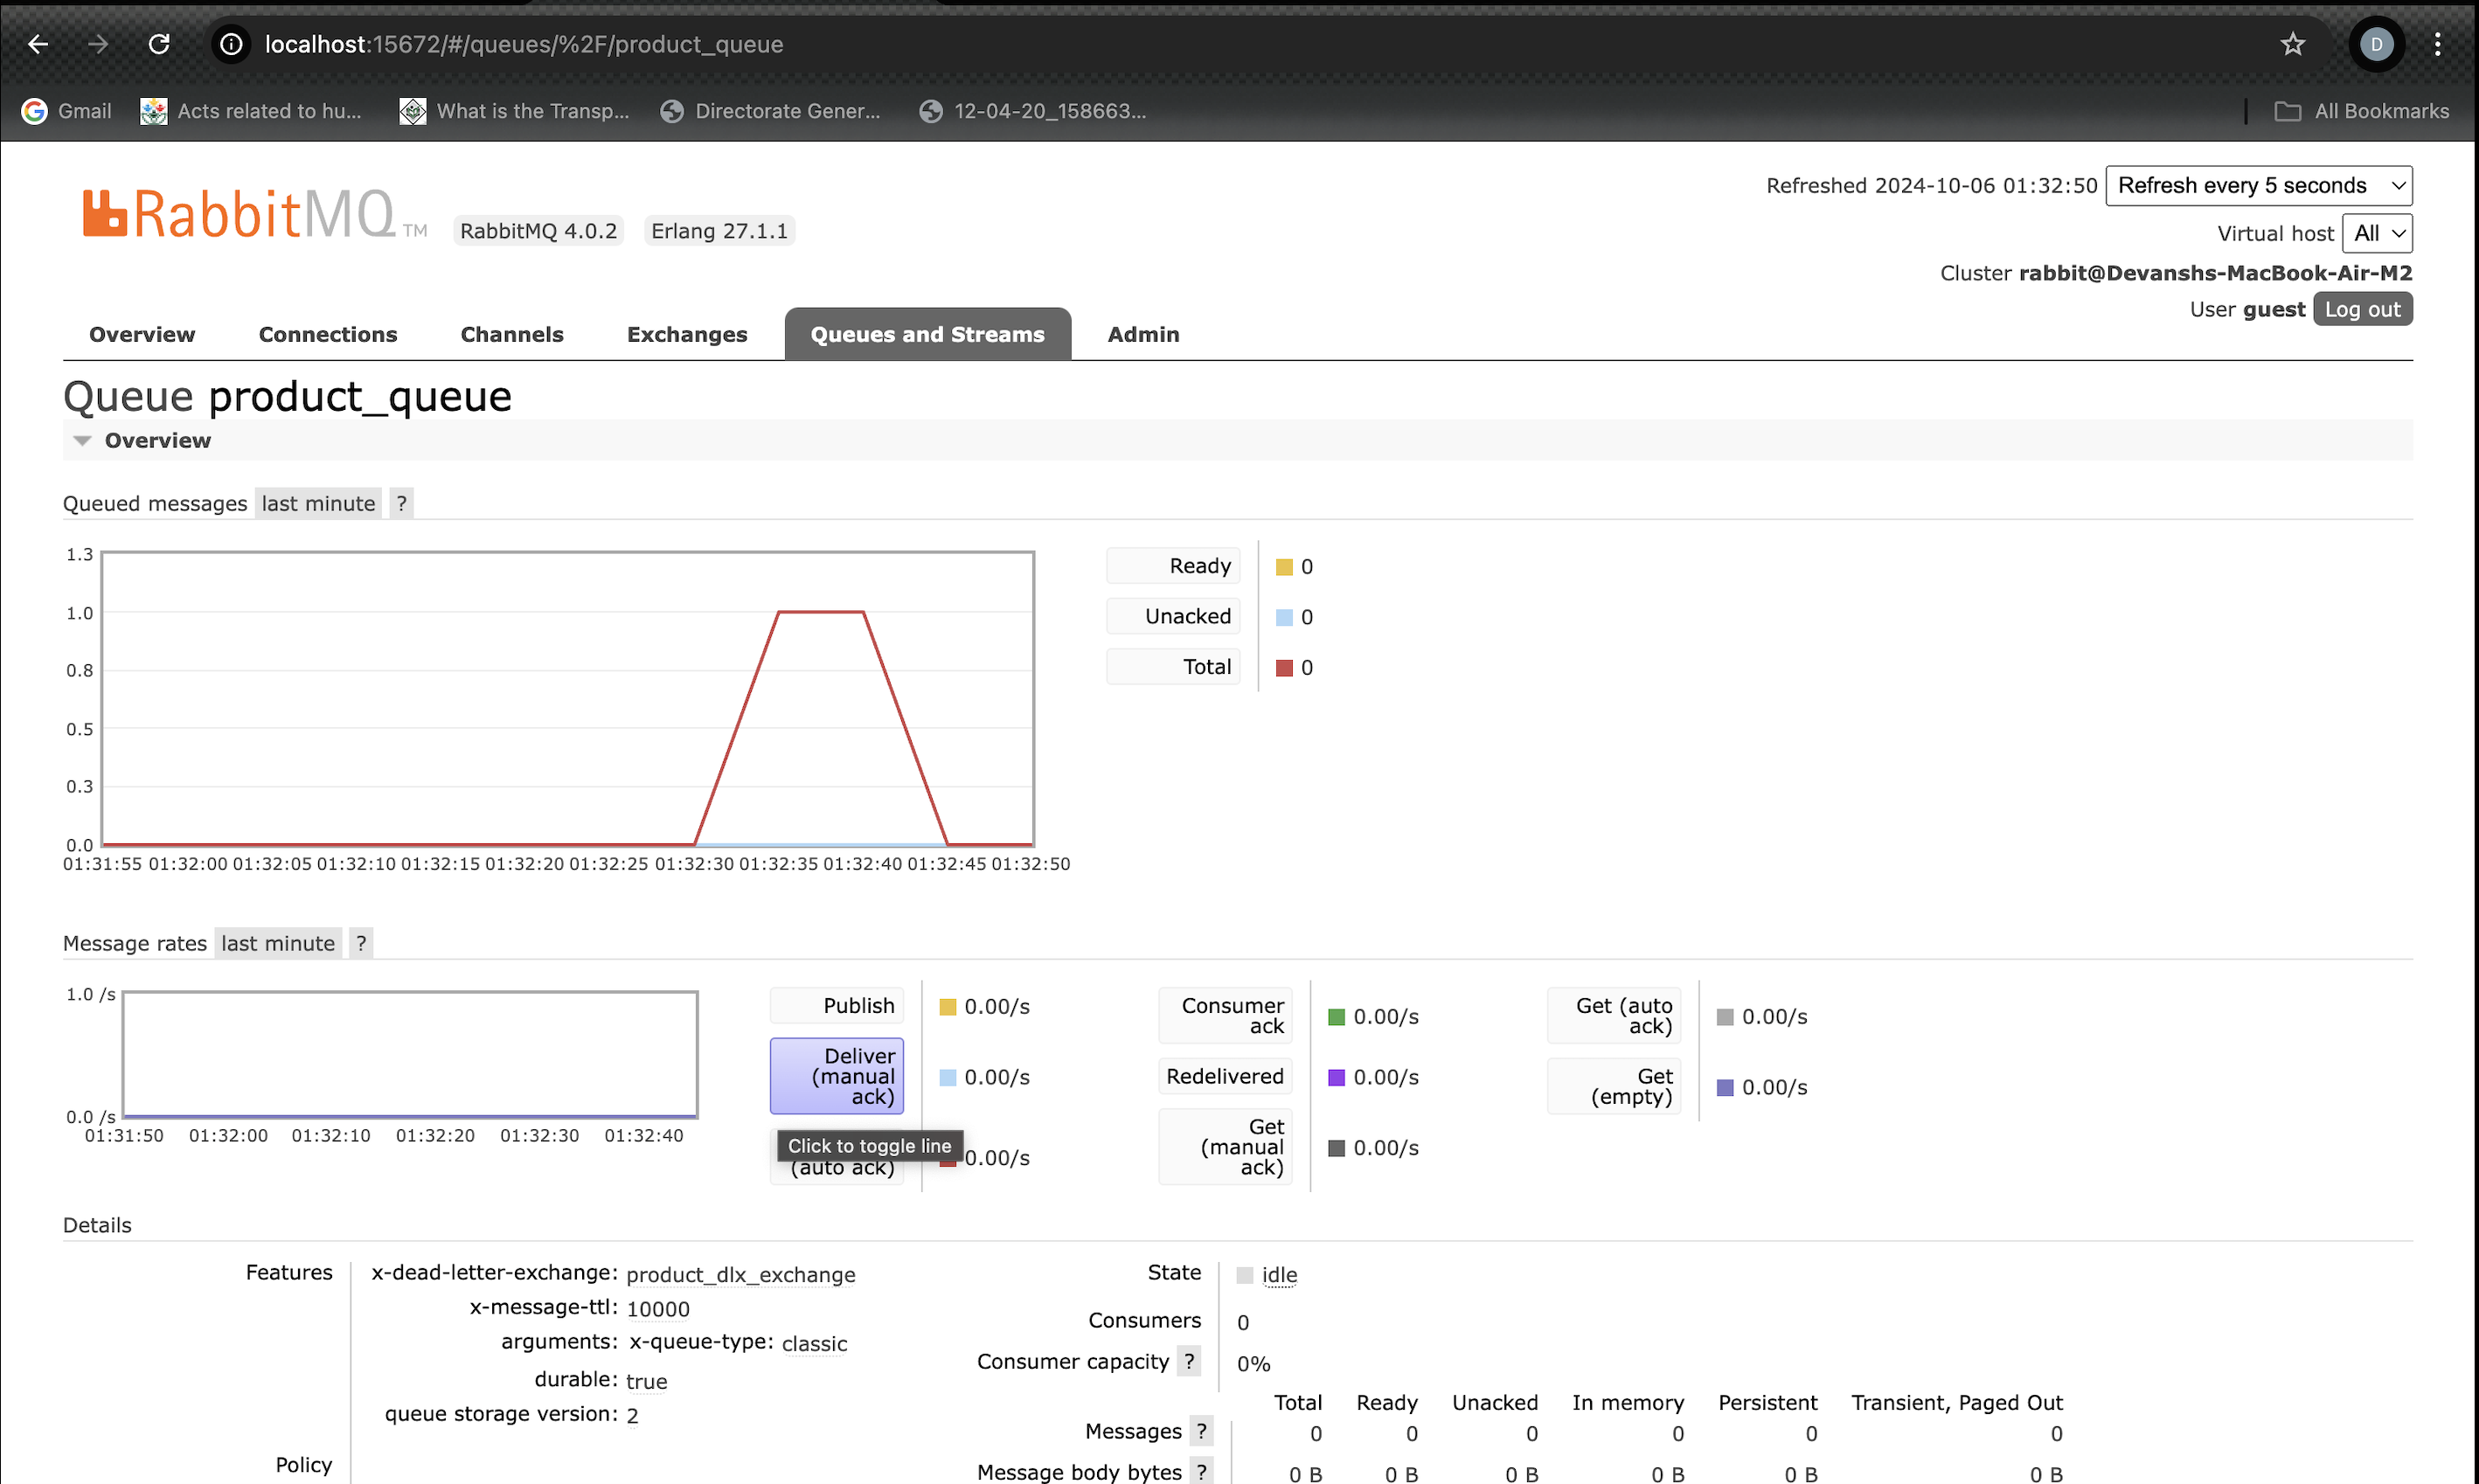 localhost:15672/#/queues/%2F/product_queue
D
Gmail
Acts related to hu...
What is the Transp...
Directorate Gener...
12-04-20_158663...
All Bookmarks
RabbitMQ TM
RabbitMQ 4.0.2
Erlang 27.1.1
Refreshed 2024-10-06 01:32:50
Refresh every 5 seconds
Virtual host All
Cluster rabbit@Devanshs-MacBook-Air-M2
User guest Log out
Overview
Connections
Channels
Exchanges
Queues and Streams
Admin
Queue product_queue
Overview
Queued messages last minute ?
1.3
1.0
0.8
0.5
0.3
0.0
01:31:55 01:32:00 01:32:05 01:32:10 01:32:15 01:32:20 01:32:25 01:32:30 01:32:35 01:32:40 01:32:45 01:32:50
Ready 0
Unacked 0
Total 0
Message rates last minute ?
1.0 /s
0.0 /s
01:31:50 01:32:00 01:32:10 01:32:20 01:32:30 01:32:40
Publish 0.00/s
Deliver (manual ack) 0.00/s
Click to toggle line
(auto ack) 0.00/s
Consumer ack 0.00/s
Redelivered 0.00/s
Get (manual ack) 0.00/s
Get (auto ack) 0.00/s
Get (empty) 0.00/s
Details
Features
x-dead-letter-exchange: product_dlx_exchange
x-message-ttl: 10000
arguments: x-queue-type: classic
durable: true
queue storage version: 2
Policy
State idle
Consumers 0
Consumer capacity ? 0%
Total Ready Unacked In memory Persistent Transient, Paged Out
Messages ? 0 0 0 0 0 0
Message body bytes ? 0 B 0 B 0 B 0 B 0 B 0 B